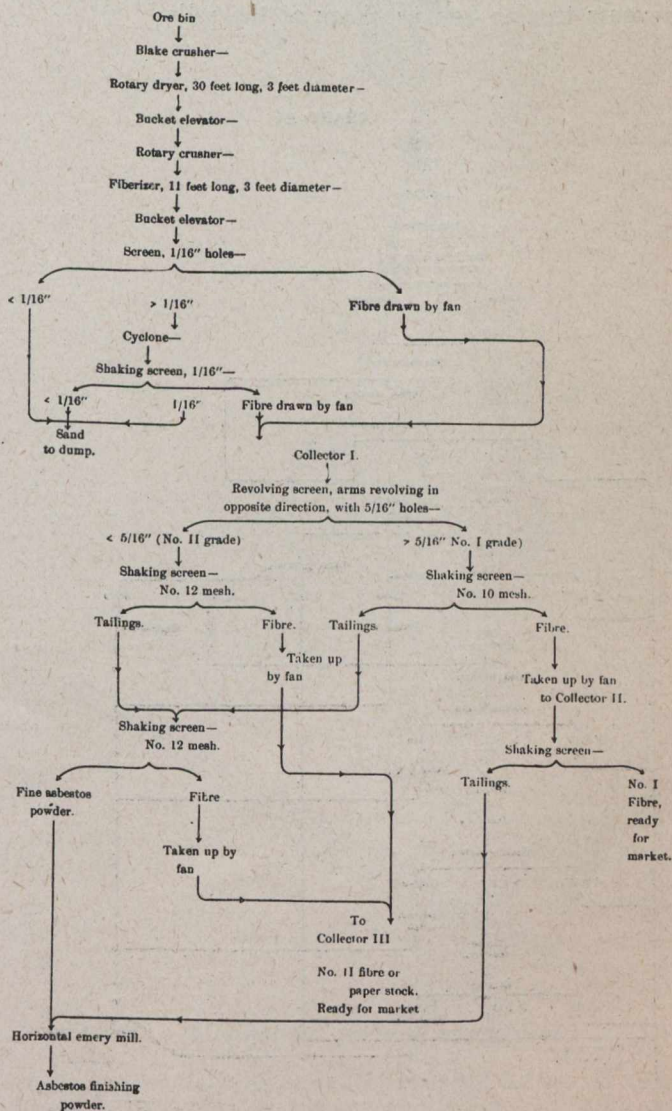 Ore bin
Blake crusher—
Rotary dryer, 30 feet long, 3 feet diameter—
Bucket elevator—
Rotary crusher—
Fiberizer, 11 feet long, 3 feet diameter—
Bucket elevator—
Screen, 1/16" holes—
< 1/16"
> 1/16"
Fibre drawn by fan
Cyclone—
Shaking screen, 1/16"—
< 1/16"
1/16"
Fibre drawn by fan
Sand
to dump.
Collector I.
Revolving screen, arms revolving in
opposite direction, with 5/16" holes—
< 5/16" (No. II grade)
> 5/16" No. I grade)
Shaking screen—
No. 12 mesh.
Shaking screen—
No. 10 mesh.
Tailings.
Fibre.
Tailings.
Fibre.
Taken up
by fan
Taken up by fan
to Collector II.
Shaking screen—
No. 12 mesh.
Shaking screen—
Fine asbestos
powder.
Fibre
Tailings.
No. I
Fibre,
ready
for
market.
Taken up by
fan
To
Collector III
No. II fibre or
paper stock.
Ready for market
Horizontal emery mill.
Asbestos finishing
powder.